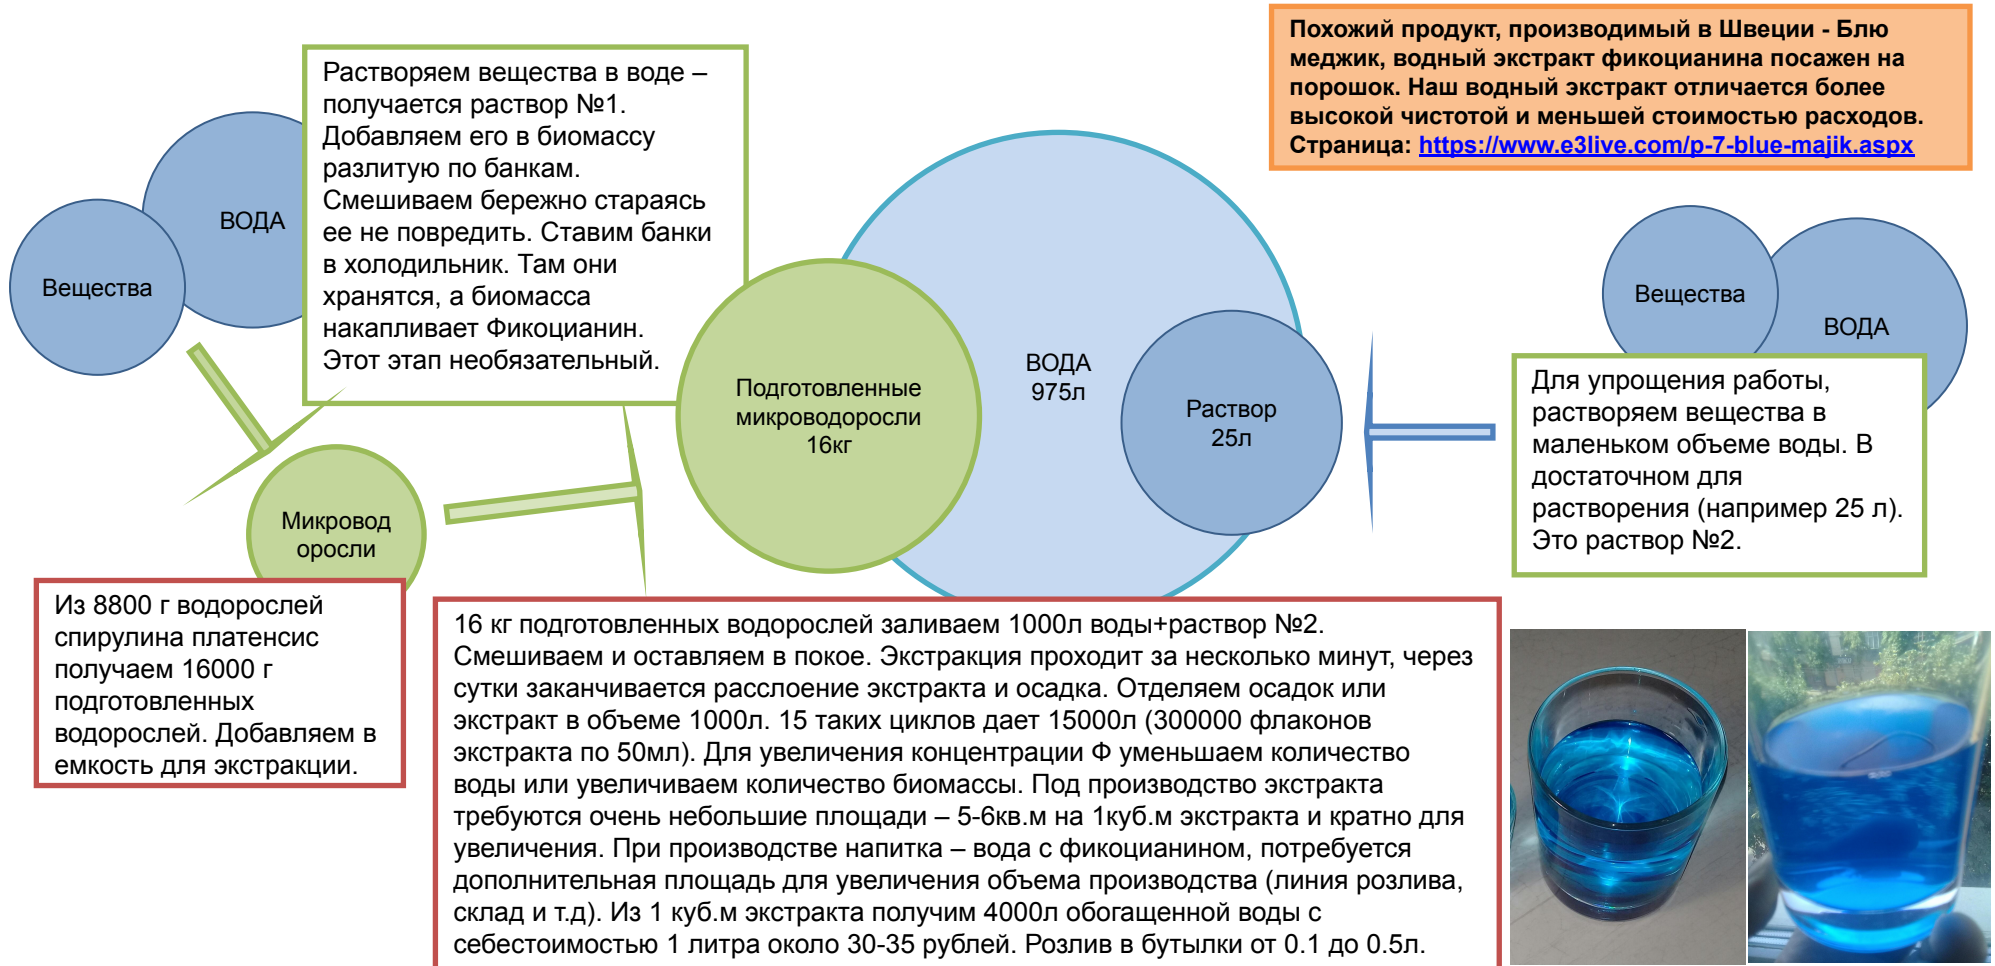 Похожий продукт, производимый в Швеции - Блю
меджик, водный экстракт фикоцианина посажен на
порошок. Наш водный экстракт отличается более
высокой чистотой и меньшей стоимостью расходов.
Страница: https://www.e3live.com/p-7-blue-majik.aspx
Растворяем вещества в воде –
получается раствор №1.
Добавляем его в биомассу
разлитую по банкам.
Смешиваем бережно стараясь
ее не повредить. Ставим банки
в холодильник. Там они
хранятся, а биомасса
накапливает Фикоцианин.
Этот этап необязательный.
ВОДА
Вещества
Подготовленные
микроводоросли
16кг
ВОДА
975л
Раствор
25л
Вещества
ВОДА
Для упрощения работы,
растворяем вещества в
маленьком объеме воды. В
достаточном для
растворения (например 25 л).
Это раствор №2.
Микровод
оросли
Из 8800 г водорослей
спирулина платенсис
получаем 16000 г
подготовленных
водорослей. Добавляем в
емкость для экстракции.
16 кг подготовленных водорослей заливаем 1000л воды+раствор №2.
Смешиваем и оставляем в покое. Экстракция проходит за несколько минут, через
сутки заканчивается расслоение экстракта и осадка. Отделяем осадок или
экстракт в объеме 1000л. 15 таких циклов дает 15000л (300000 флаконов
экстракта по 50мл). Для увеличения концентрации Ф уменьшаем количество
воды или увеличиваем количество биомассы. Под производство экстракта
требуются очень небольшие площади – 5-6кв.м на 1куб.м экстракта и кратно для
увеличения. При производстве напитка – вода с фикоцианином, потребуется
дополнительная площадь для увеличения объема производства (линия розлива,
склад и т.д). Из 1 куб.м экстракта получим 4000л обогащенной воды с
себестоимостью 1 литра около 30-35 рублей. Розлив в бутылки от 0.1 до 0.5л.